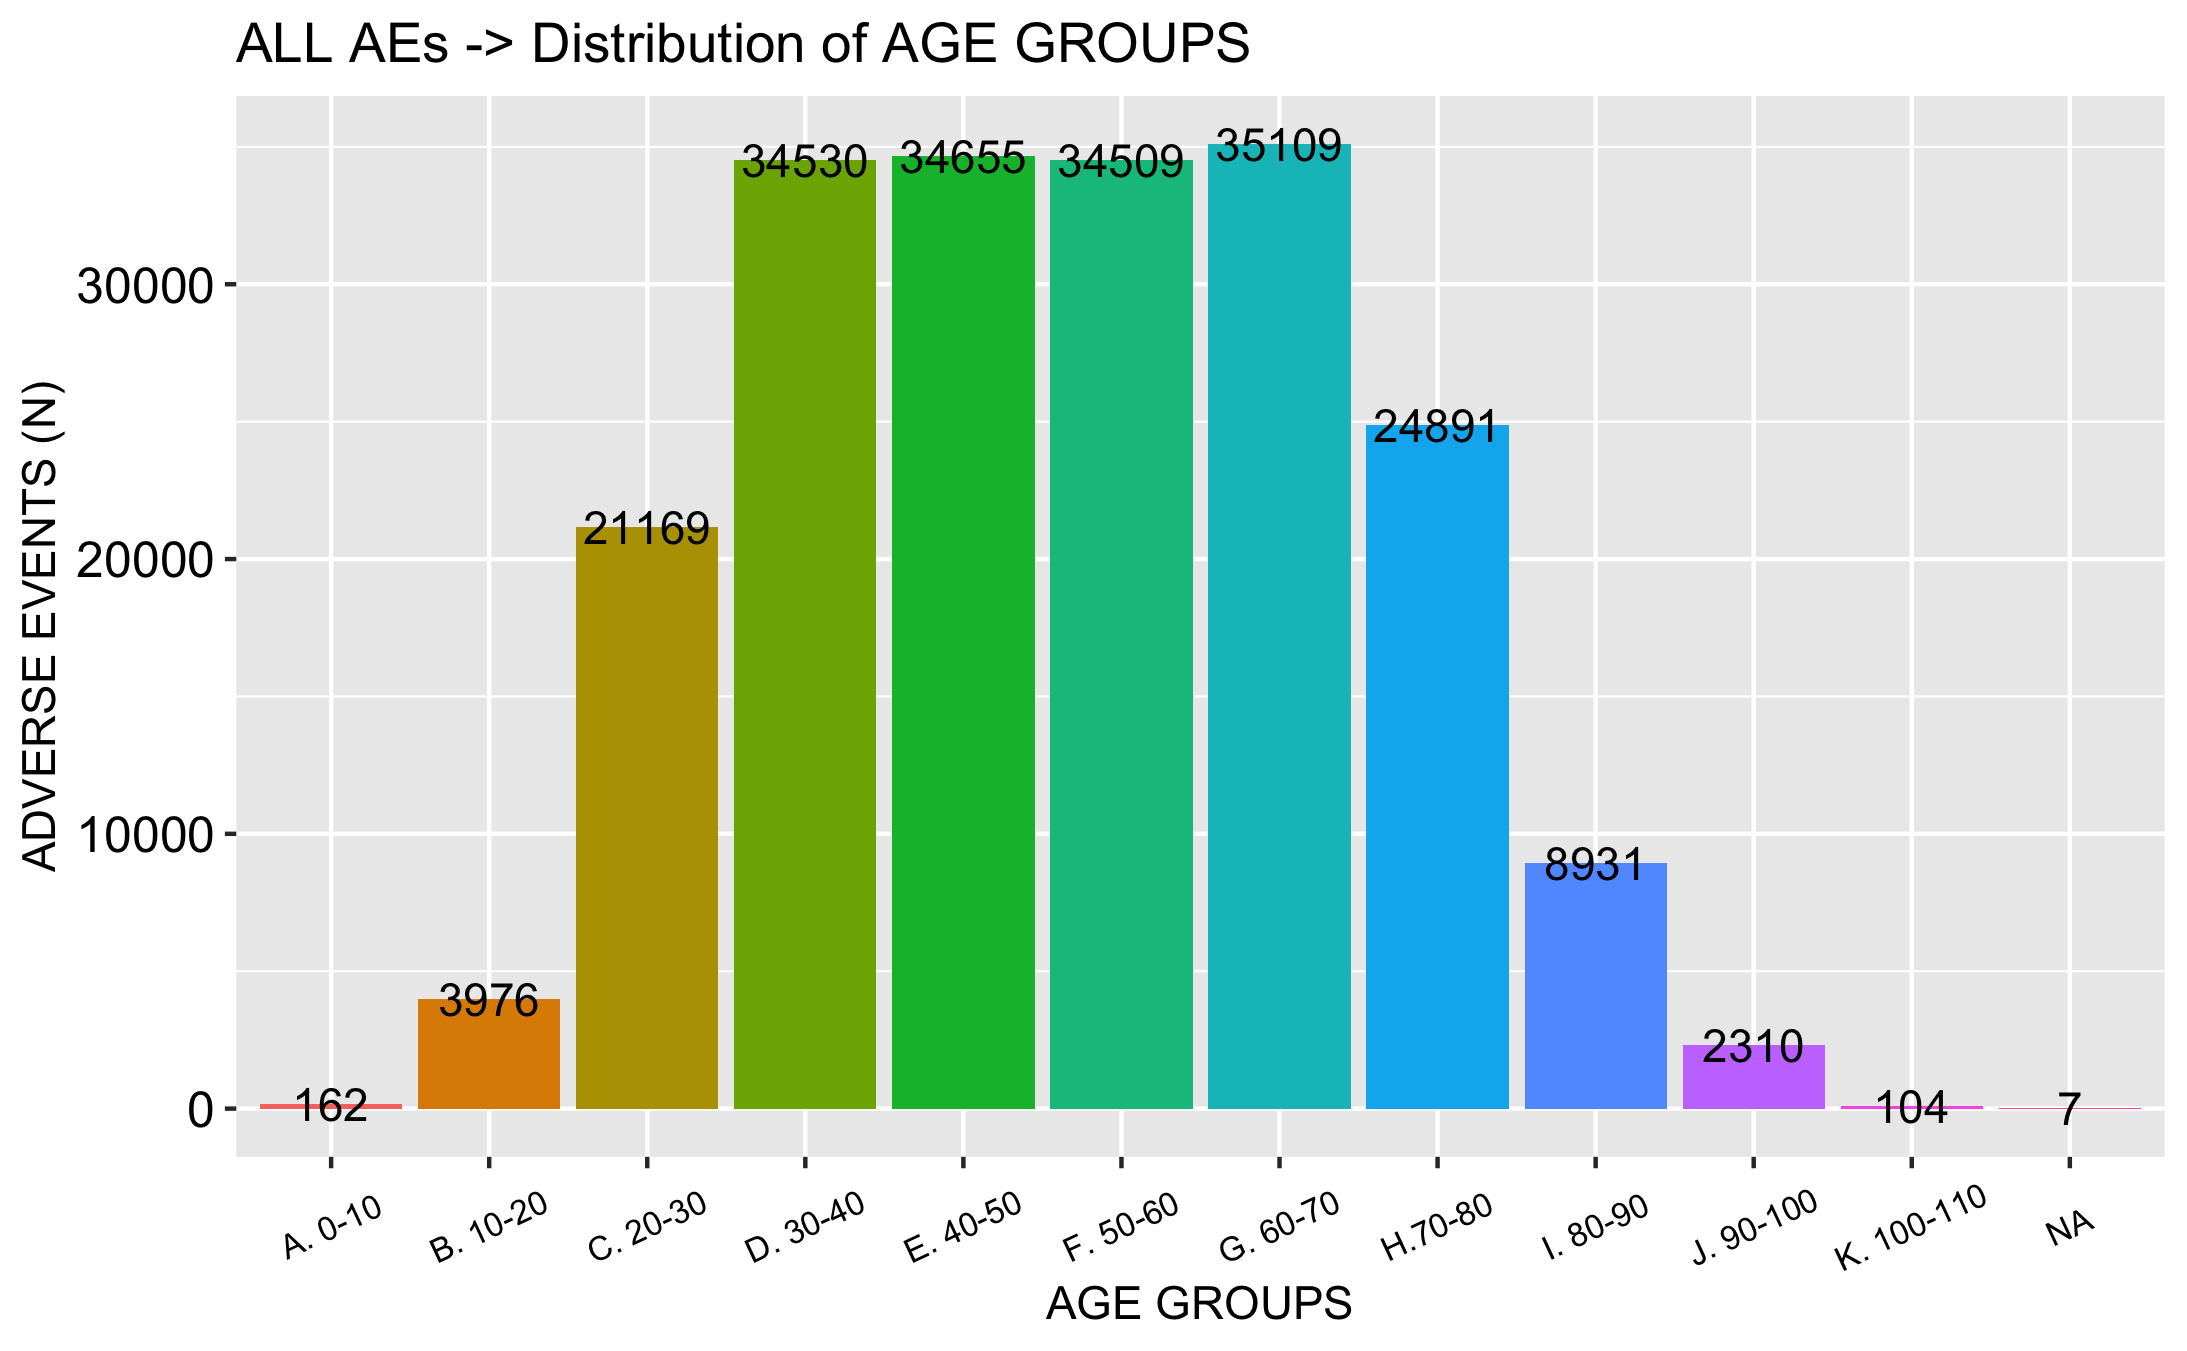 ALL AEs -> Distribution of AGE GROUPS
ADVERSE EVENTS (N)
30000
20000
10000
0
162
3976
21169
34530
34655
34509
35109
24891
8931
2310
104
7
A. 0-10
B. 10-20
C. 20-30
D. 30-40
E. 40-50
F. 50-60
G. 60-70
H.70-80
I. 80-90
J. 90-100
K. 100-110
NA
AGE GROUPS